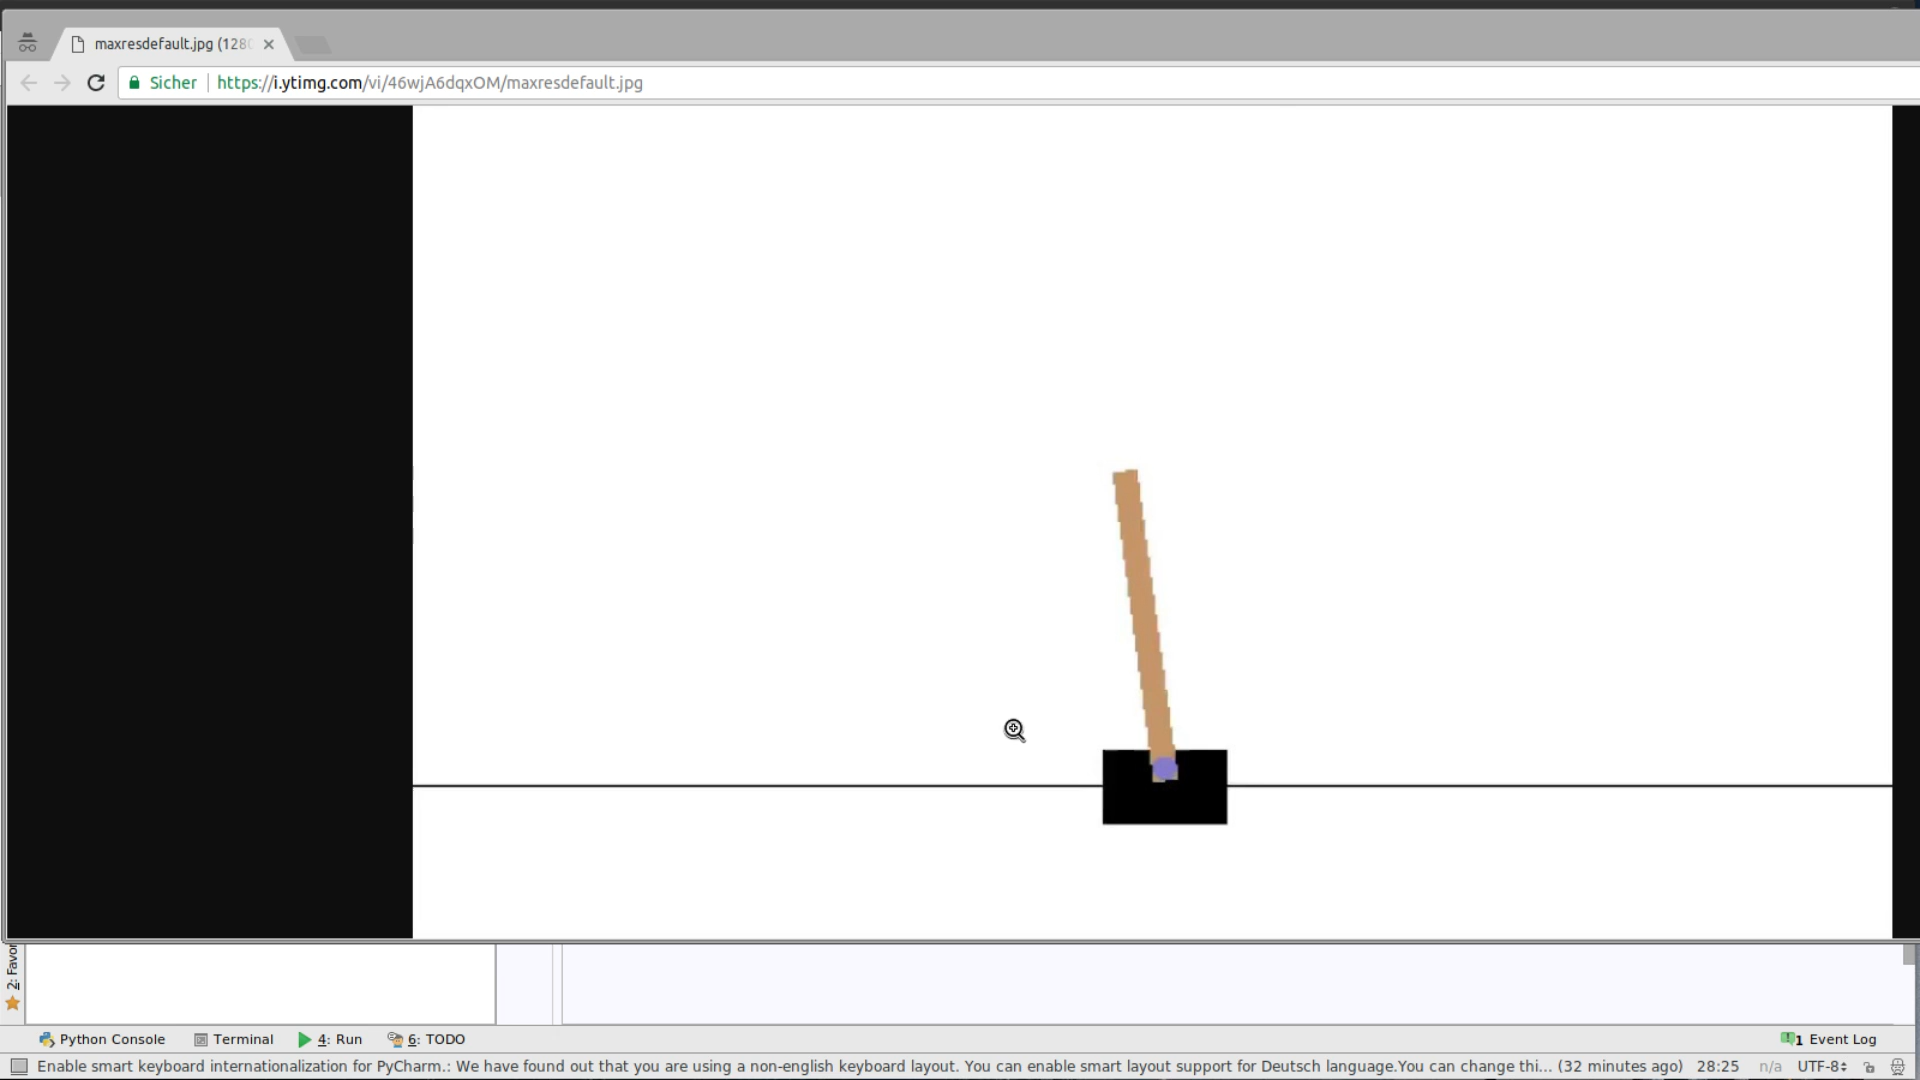 maxresdefault.jpg (1280
Sicher https://i.ytimg.com/vi/46wjA6dqxOM/maxresdefault.jpg
2: Favor
Python Console Terminal 4: Run 6: TODO 1 Event Log
Enable smart keyboard internationalization for PyCharm.: We have found out that you are using a non-english keyboard layout. You can enable smart layout support for Deutsch language.You can change thi... (32 minutes ago) 28:25 n/a UTF-8